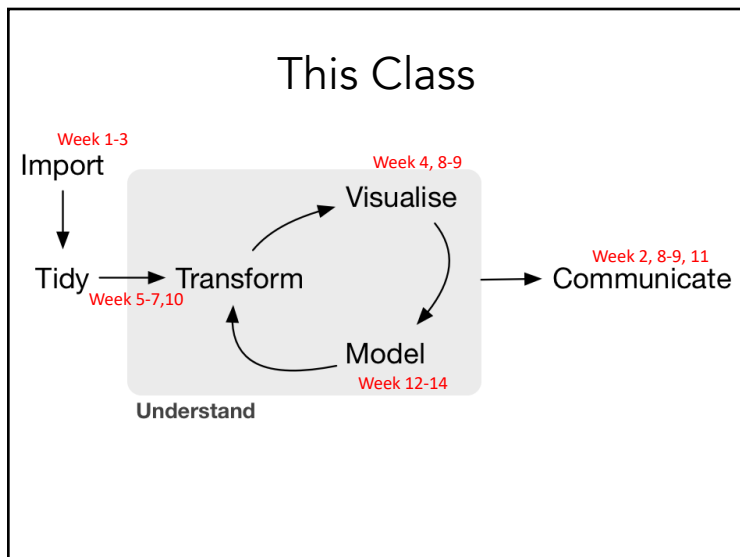 This Class
Week 1-3
Import
Week 4, 8-9
Visualise
Tidy
Week 5-7,10
Transform
Model
Week 12-14
Understand
Week 2, 8-9, 11
Communicate